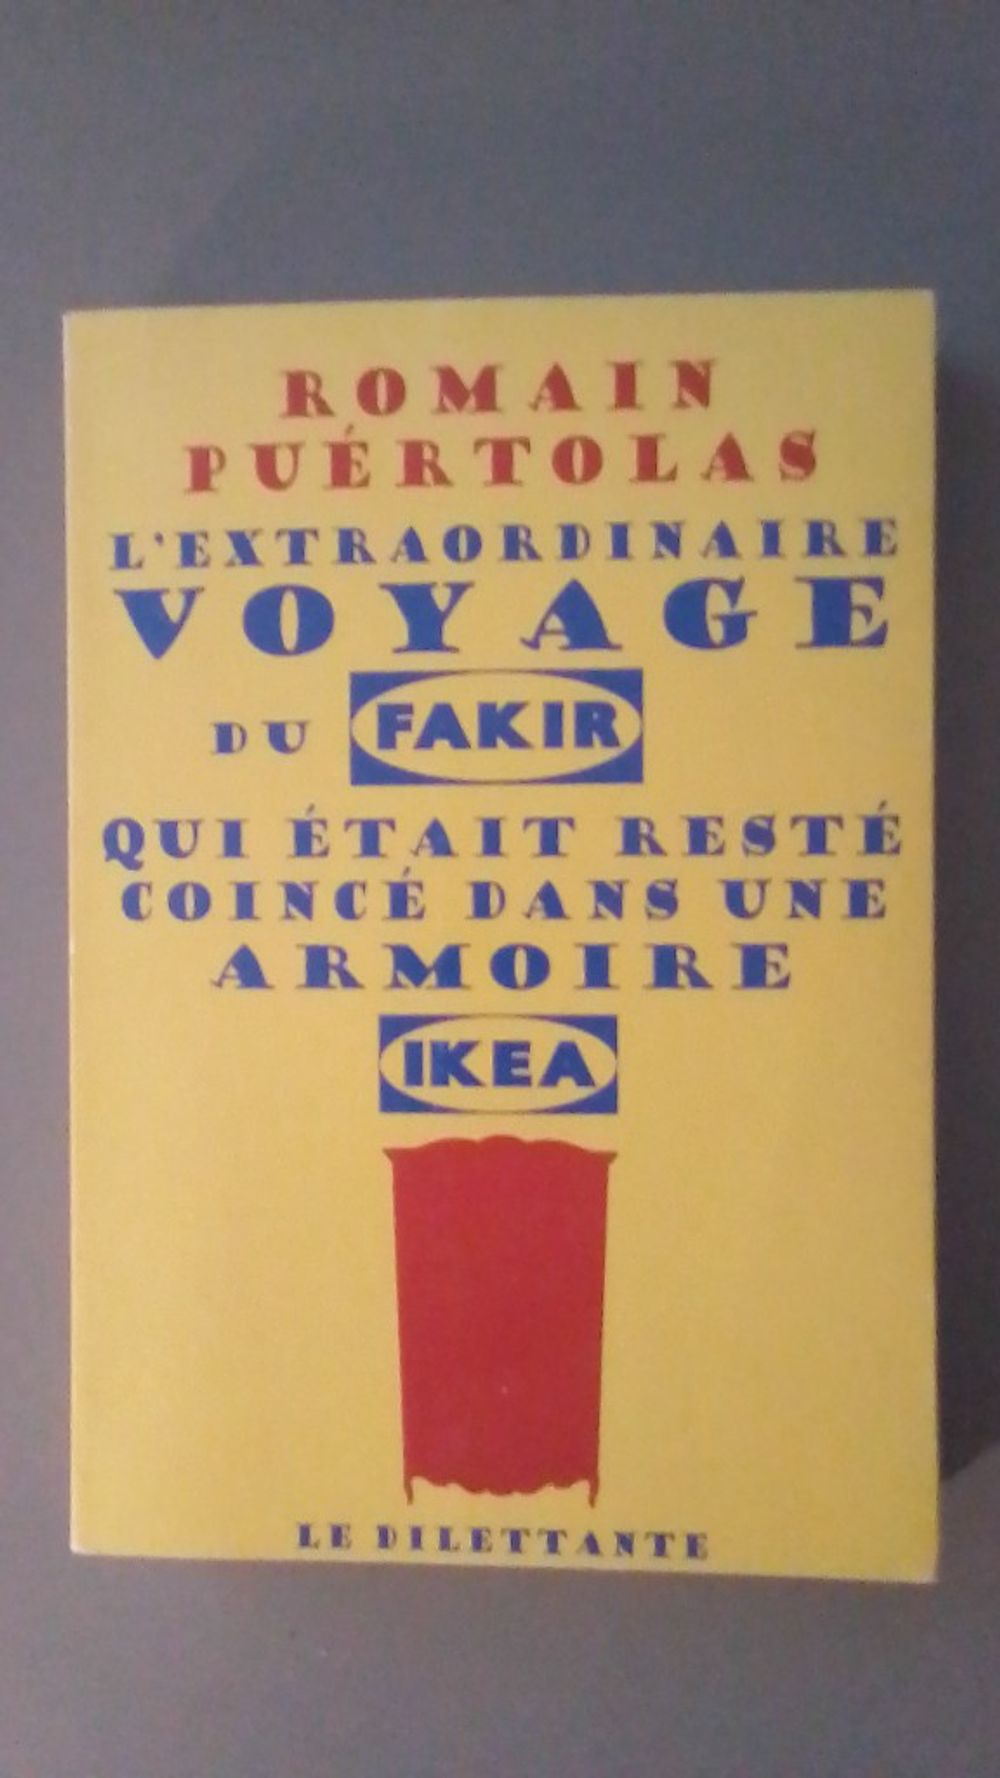 ROMAIN
PUÉRTOLAS
L'EXTRAORDINAIRE
VOYAGE
DU FAKIR
QUI ÉTAIT RESTÉ
COINCÉ DANS UNE
ARMOIRE
IKEA
LE DILETTANTE